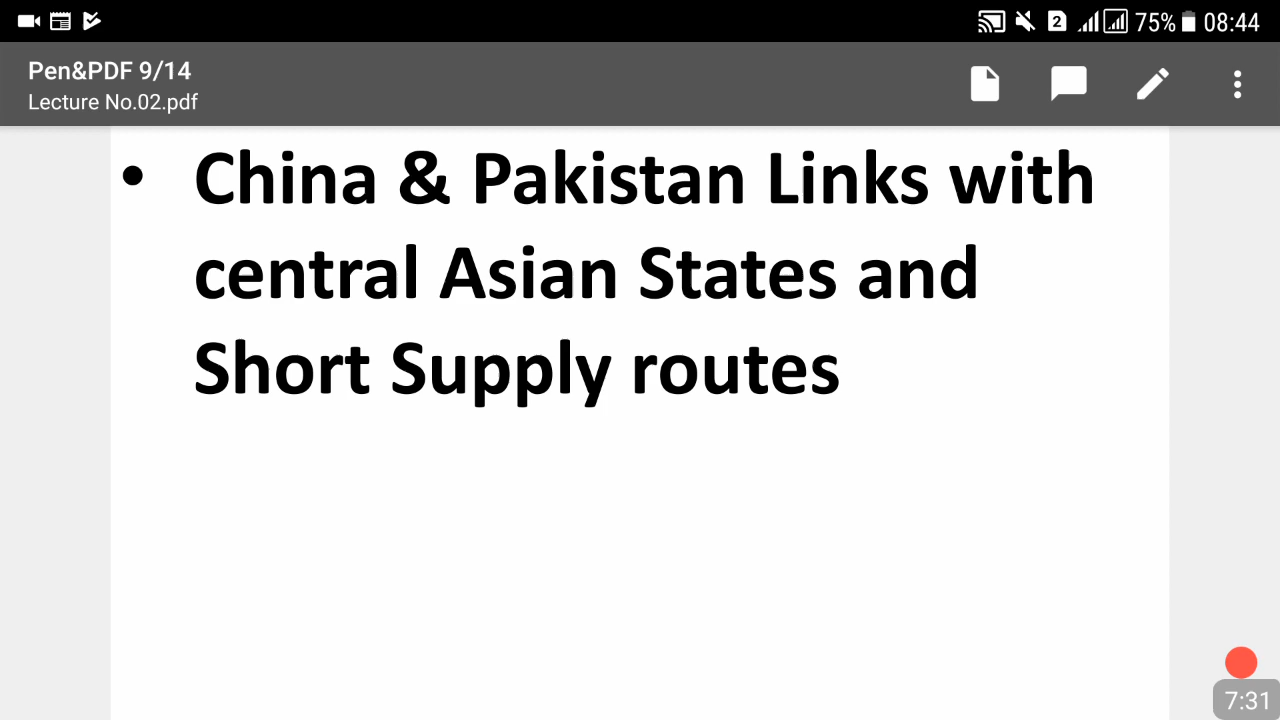 2 75% 08:44
Pen&PDF 9/14
Lecture No.02.pdf
• China & Pakistan Links with
central Asian States and
Short Supply routes
7:31